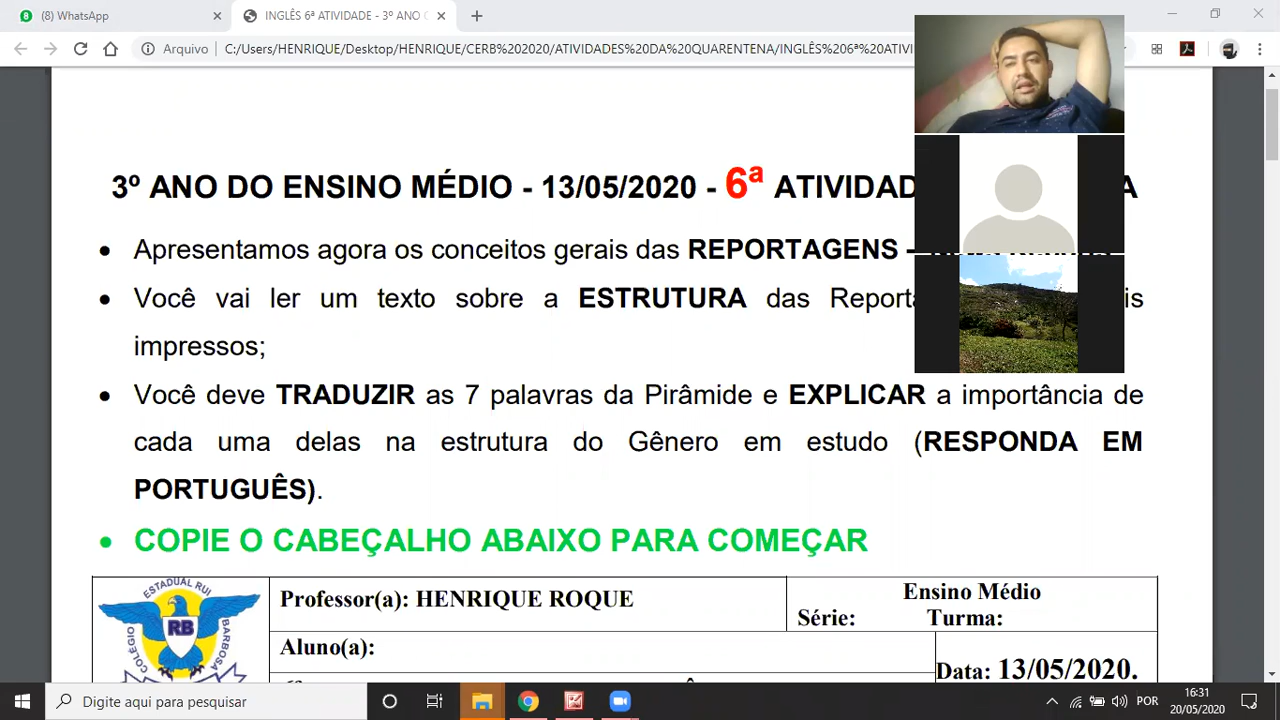 (8) WhatsApp
INGLÊS 6ª ATIVIDADE - 3º ANO
Arquivo
C:/Users/HENRIQUE/Desktop/HENRIQUE/CERB%202020/ATIVIDADES%20DA%20QUARENTENA/INGLÊS%206ª%20ATIVI
3º ANO DO ENSINO MÉDIO - 13/05/2020 - 6ª ATIVIDAD A
• Apresentamos agora os conceitos gerais das REPORTAGENS –
• Você vai ler um texto sobre a ESTRUTURA das Reporta is
impressos;
• Você deve TRADUZIR as 7 palavras da Pirâmide e EXPLICAR a importância de
cada uma delas na estrutura do Gênero em estudo (RESPONDA EM
PORTUGUÊS).
• COPIE O CABEÇALHO ABAIXO PARA COMEÇAR
COLÉGIO ESTADUAL RUI BARBOSA
RB
Professor(a): HENRIQUE ROQUE
Ensino Médio
Série: Turma:
Aluno(a):
Data: 13/05/2020.
Digite aqui para pesquisar
POR
16:31
20/05/2020